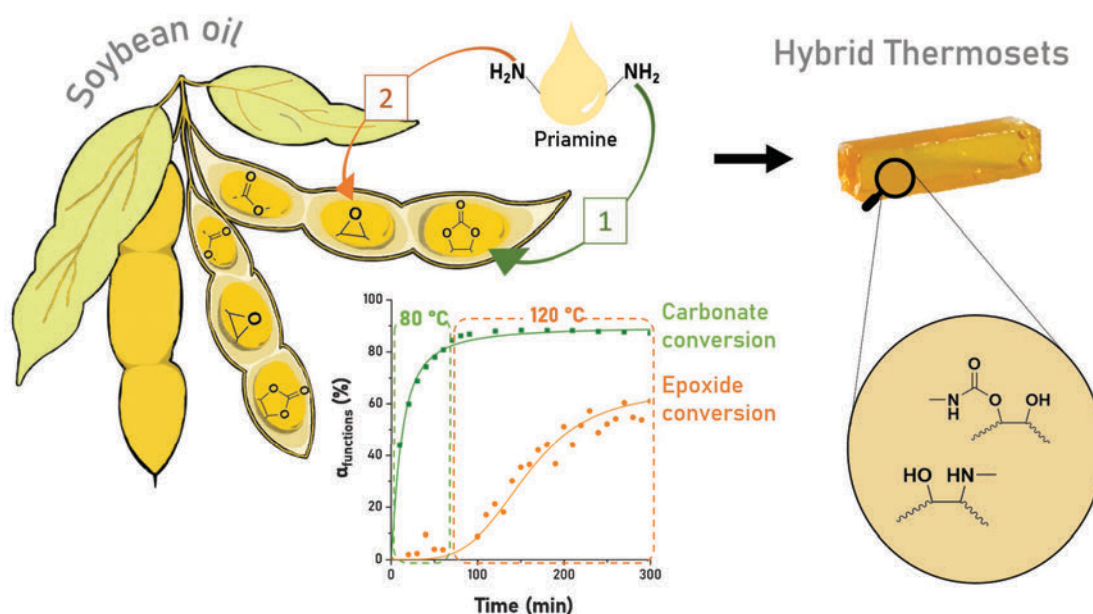 Soybean oil
H₂N
NH₂
Priamine
2
1
Hybrid Thermosets
O
O
O
O
O
O
O
O
O
O
O
O
100
80
60
40
20
0
α functions (%)
80 °C
120 °C
Carbonate
conversion
Epoxide
conversion
0
100
200
300
Time (min)
O
N
H
O
OH
HO
HN